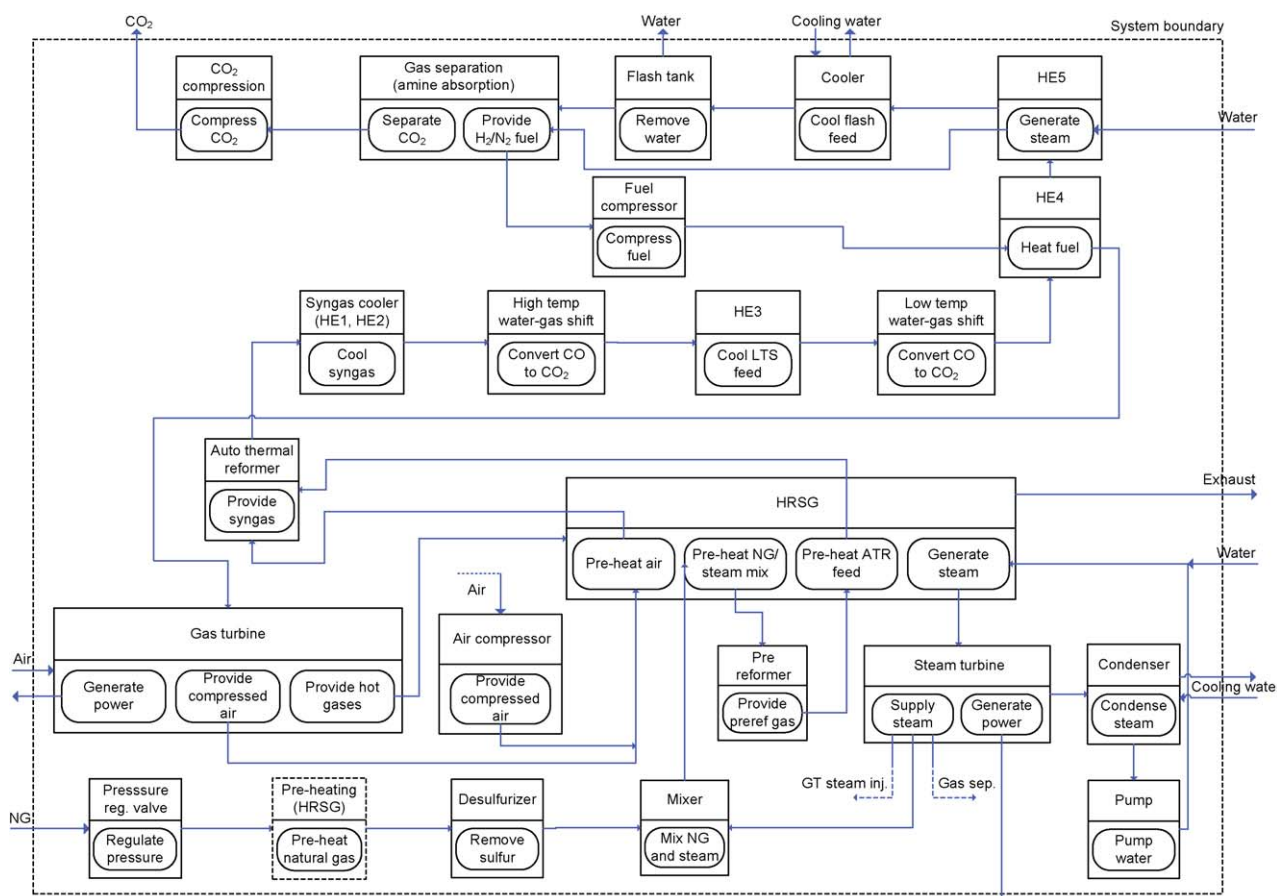 CO₂
Water
Cooling water
System boundary
CO₂
compression
Compress
CO₂
Gas separation
(amine absorption)
Separate
CO₂
Provide
H₂/N₂ fuel
Flash tank
Remove
water
Cooler
Cool flash
feed
HE5
Generate
steam
Water
Fuel
compressor
Compress
fuel
HE4
Heat fuel
Syngas cooler
(HE1, HE2)
Cool
syngas
High temp
water-gas shift
Convert CO
to CO₂
HE3
Cool LTS
feed
Low temp
water-gas shift
Convert CO
to CO₂
Auto thermal
reformer
Provide
syngas
HRSG
Pre-heat air
Pre-heat NG/
steam mix
Pre-heat ATR
feed
Generate
steam
Exhaust
Water
Air
Gas turbine
Generate
power
Provide
compressed
air
Provide hot
gases
Air
Air compressor
Provide
compressed
air
Pre
reformer
Provide
preref gas
Steam turbine
Supply
steam
Generate
power
Condenser
Condense
steam
Cooling wate
GT steam inj.
Gas sep.
NG
Presssure
reg. valve
Regulate
pressure
Pre-heating
(HRSG)
Pre-heat
natural gas
Desulfurizer
Remove
sulfur
Mixer
Mix NG
and steam
Pump
Pump
water